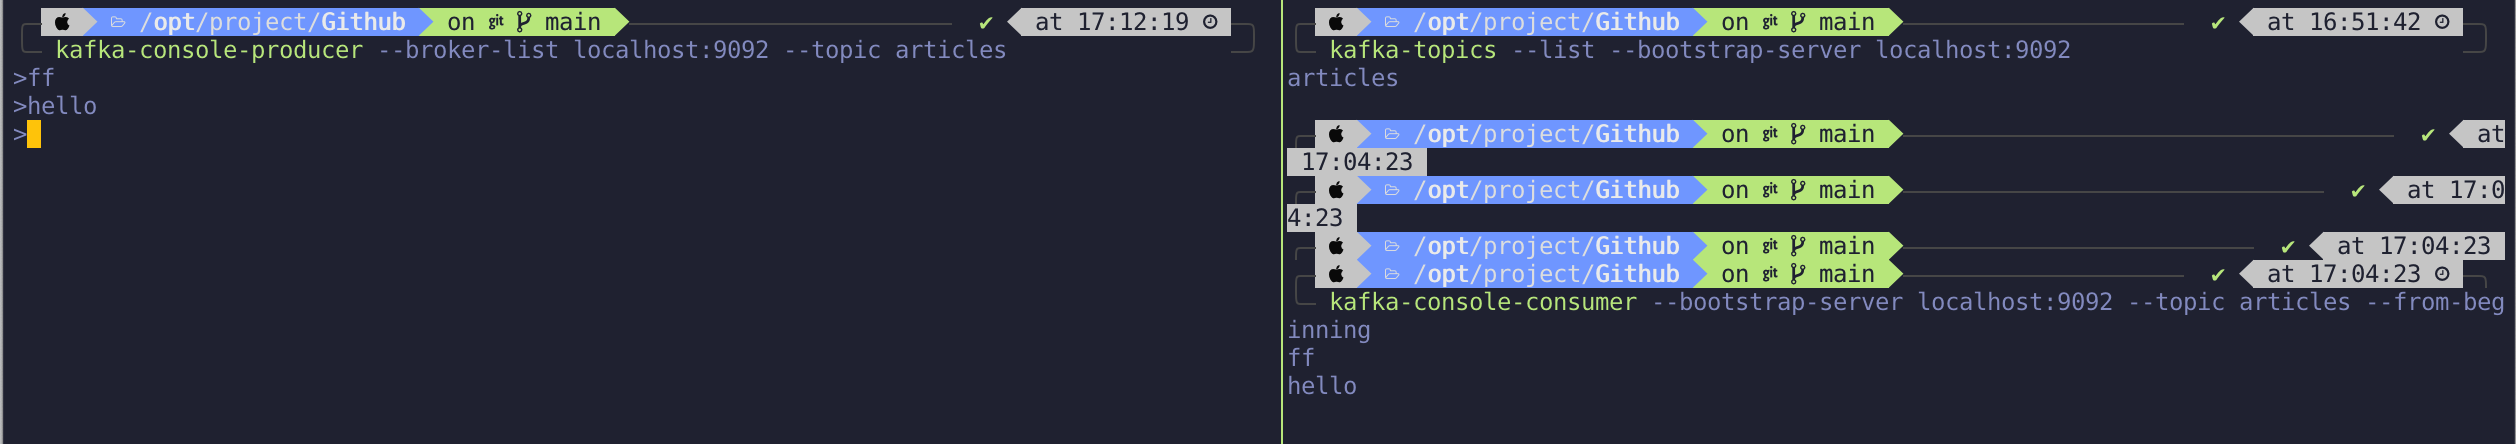 /opt/project/Github on git main ✔ at 17:12:19
kafka-console-producer --broker-list localhost:9092 --topic articles
>ff
>hello
>
/opt/project/Github on git main ✔ at 16:51:42
kafka-topics --list --bootstrap-server localhost:9092
articles
/opt/project/Github on git main ✔ at
17:04:23
/opt/project/Github on git main ✔ at 17:0
4:23
/opt/project/Github on git main ✔ at 17:04:23
/opt/project/Github on git main ✔ at 17:04:23
kafka-console-consumer --bootstrap-server localhost:9092 --topic articles --from-beg
inning
ff
hello